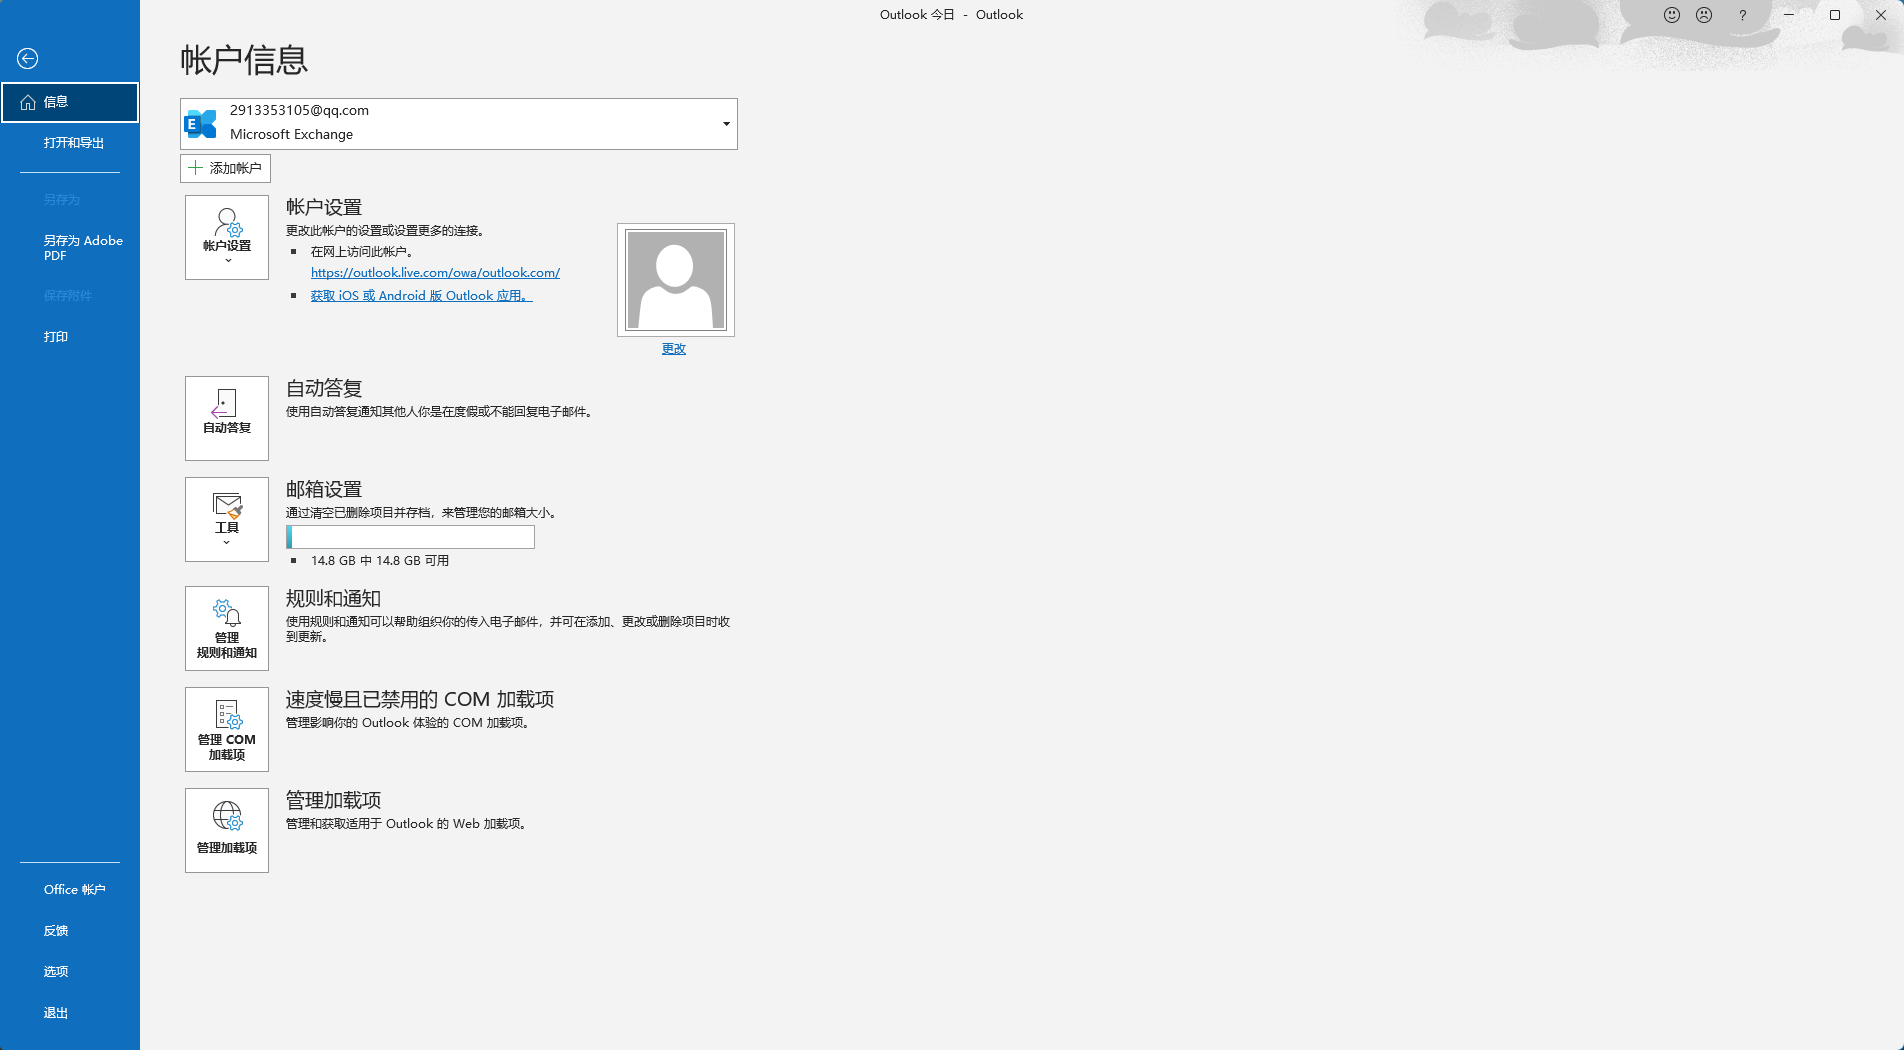 Outlook 今日 - Outlook
?
信息
打开和导出
另存为
另存为 Adobe
PDF
保存附件
打印
Office 帐户
反馈
选项
退出
帐户信息
E
2913353105@qq.com
Microsoft Exchange
添加帐户
帐户设置
帐户设置
更改此帐户的设置或设置更多的连接。
在网上访问此帐户。
https://outlook.live.com/owa/outlook.com/
获取 iOS 或 Android 版 Outlook 应用。
更改
自动答复
自动答复
使用自动答复通知其他人你是在度假或不能回复电子邮件。
工具
邮箱设置
通过清空已删除项目并存档，来管理您的邮箱大小。
14.8 GB 中 14.8 GB 可用
管理
规则和通知
规则和通知
使用规则和通知可以帮助组织你的传入电子邮件，并可在添加、更改或删除项目时收
到更新。
管理 COM
加载项
速度慢且已禁用的 COM 加载项
管理影响你的 Outlook 体验的 COM 加载项。
管理加载项
管理加载项
管理和获取适用于 Outlook 的 Web 加载项。